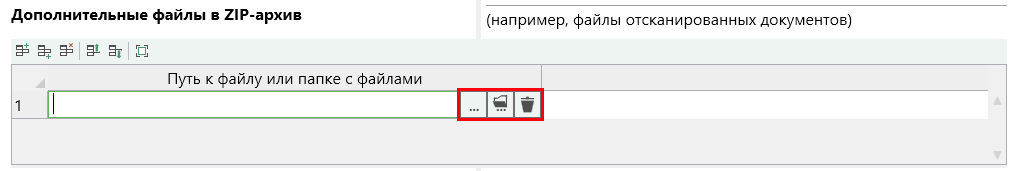 Дополнительные файлы в ZIP-архив
(например, файлы отсканированных документов)
Путь к файлу или папке с файлами
1
...